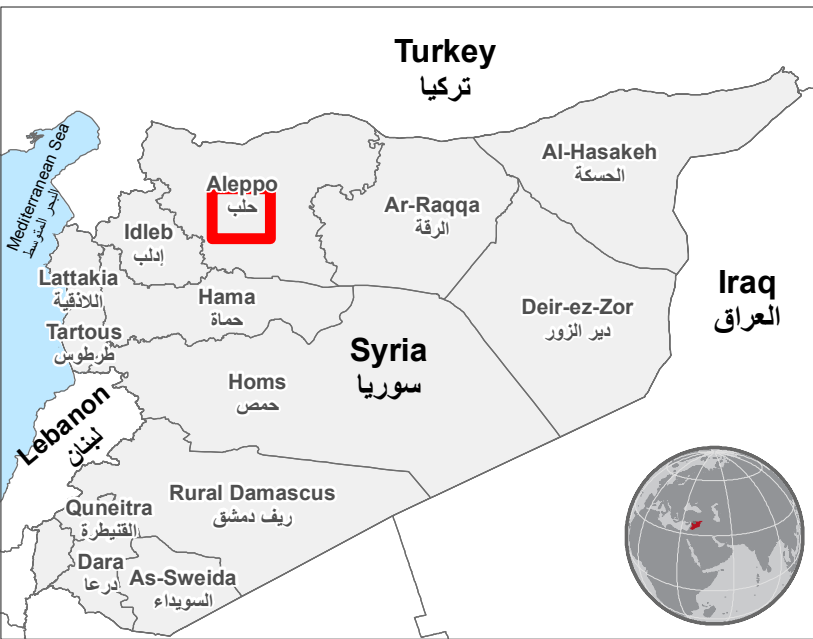 Turkey
تركيا
Mediterranean Sea
البحر المتوسط
Aleppo
حلب
Al-Hasakeh
الحسكة
Ar-Raqqa
الرقة
Idleb
إدلب
Lattakia
اللاذقية
Hama
حماة
Deir-ez-Zor
دير الزور
Iraq
العراق
Tartous
طرطوس
Syria
سوريا
Homs
حمص
Lebanon
لبنان
Rural Damascus
ريف دمشق
Quneitra
القنيطرة
Dara
درعا
As-Sweida
السويداء